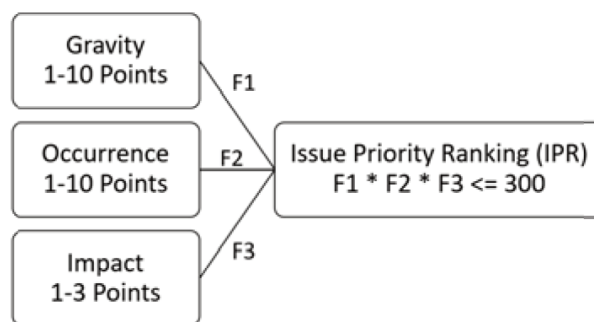 Gravity
1-10 Points
F1
Occurrence
1-10 Points
F2
Issue Priority Ranking (IPR)
F1 * F2 * F3 <= 300
F3
Impact
1-3 Points